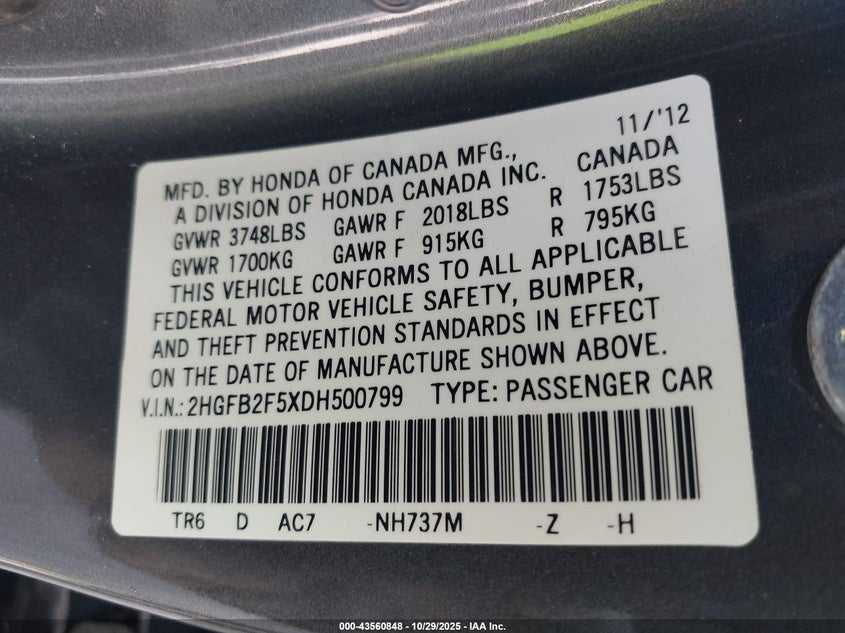 11/'12
MFD. BY HONDA OF CANADA MFG.,
A DIVISION OF HONDA CANADA INC. CANADA
GVWR 3748LBS GAWR F 2018LBS R 1753LBS
GVWR 1700KG GAWR F 915KG R 795KG
THIS VEHICLE CONFORMS TO ALL APPLICABLE
FEDERAL MOTOR VEHICLE SAFETY, BUMPER,
AND THEFT PREVENTION STANDARDS IN EFFECT
ON THE DATE OF MANUFACTURE SHOWN ABOVE.
V.I.N.: 2HGFB2F5XDH500799 TYPE: PASSENGER CAR
TR6 D AC7 -NH737M -Z -H
000-43560848 - 10/29/2025 - IAA Inc.